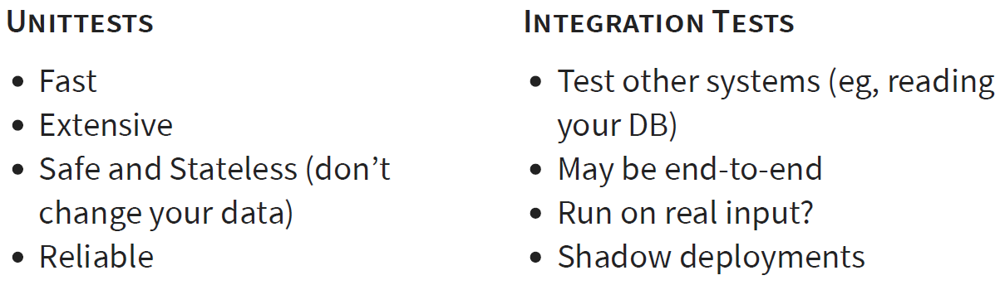 Unittests
• Fast
• Extensive
• Safe and Stateless (don’t
change your data)
• Reliable
Integration Tests
• Test other systems (eg, reading
your DB)
• May be end-to-end
• Run on real input?
• Shadow deployments